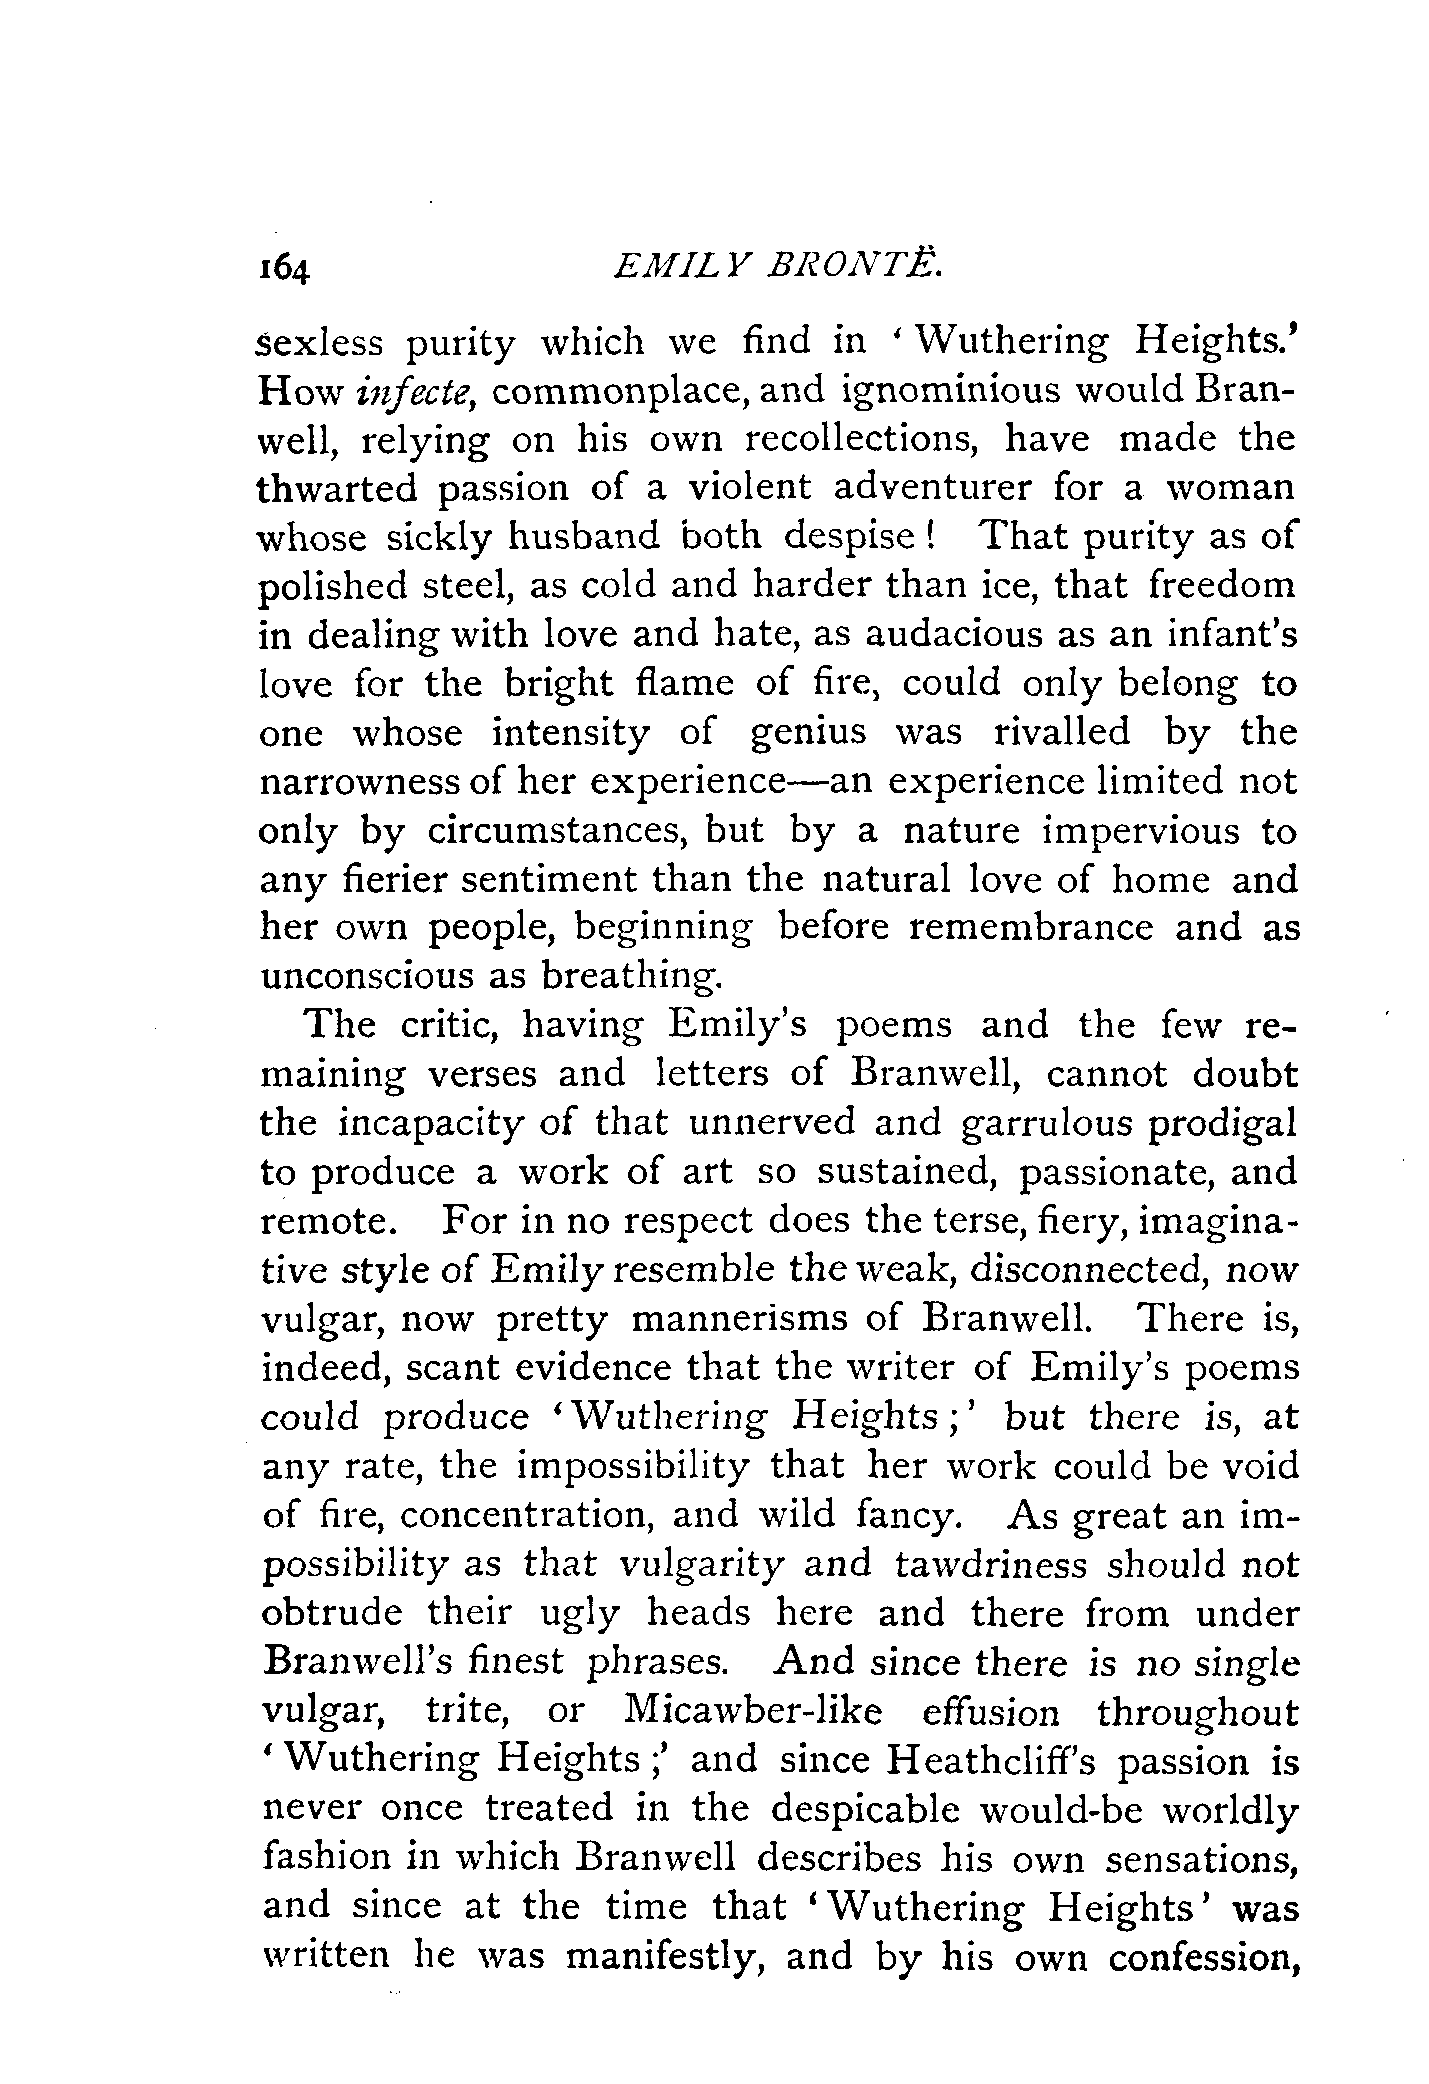 164 EMILY BRONTË.
sexless purity which we find in ‘Wuthering Heights.’
How infecte, commonplace, and ignominious would Bran-
well, relying on his own recollections, have made the
thwarted passion of a violent adventurer for a woman
whose sickly husband both despise! That purity as of
polished steel, as cold and harder than ice, that freedom
in dealing with love and hate, as audacious as an infant's
love for the bright flame of fire, could only belong to
one whose intensity of genius was rivalled by the
narrowness of her experience—an experience limited not
only by circumstances, but by a nature impervious to
any fierier sentiment than the natural love of home and
her own people, beginning before remembrance and as
unconscious as breathing.
The critic, having Emily's poems and the few re-
maining verses and letters of Branwell, cannot doubt
the incapacity of that unnerved and garrulous prodigal
to produce a work of art so sustained, passionate, and
remote. For in no respect does the terse, fiery, imagina-
tive style of Emily resemble the weak, disconnected, now
vulgar, now pretty mannerisms of Branwell. There is,
indeed, scant evidence that the writer of Emily's poems
could produce ‘Wuthering Heights;’ but there is, at
any rate, the impossibility that her work could be void
of fire, concentration, and wild fancy. As great an im-
possibility as that vulgarity and tawdriness should not
obtrude their ugly heads here and there from under
Branwell's finest phrases. And since there is no single
vulgar, trite, or Micawber-like effusion throughout
‘Wuthering Heights;’ and since Heathcliff's passion is
never once treated in the despicable would-be worldly
fashion in which Branwell describes his own sensations,
and since at the time that ‘Wuthering Heights’ was
written he was manifestly, and by his own confession,